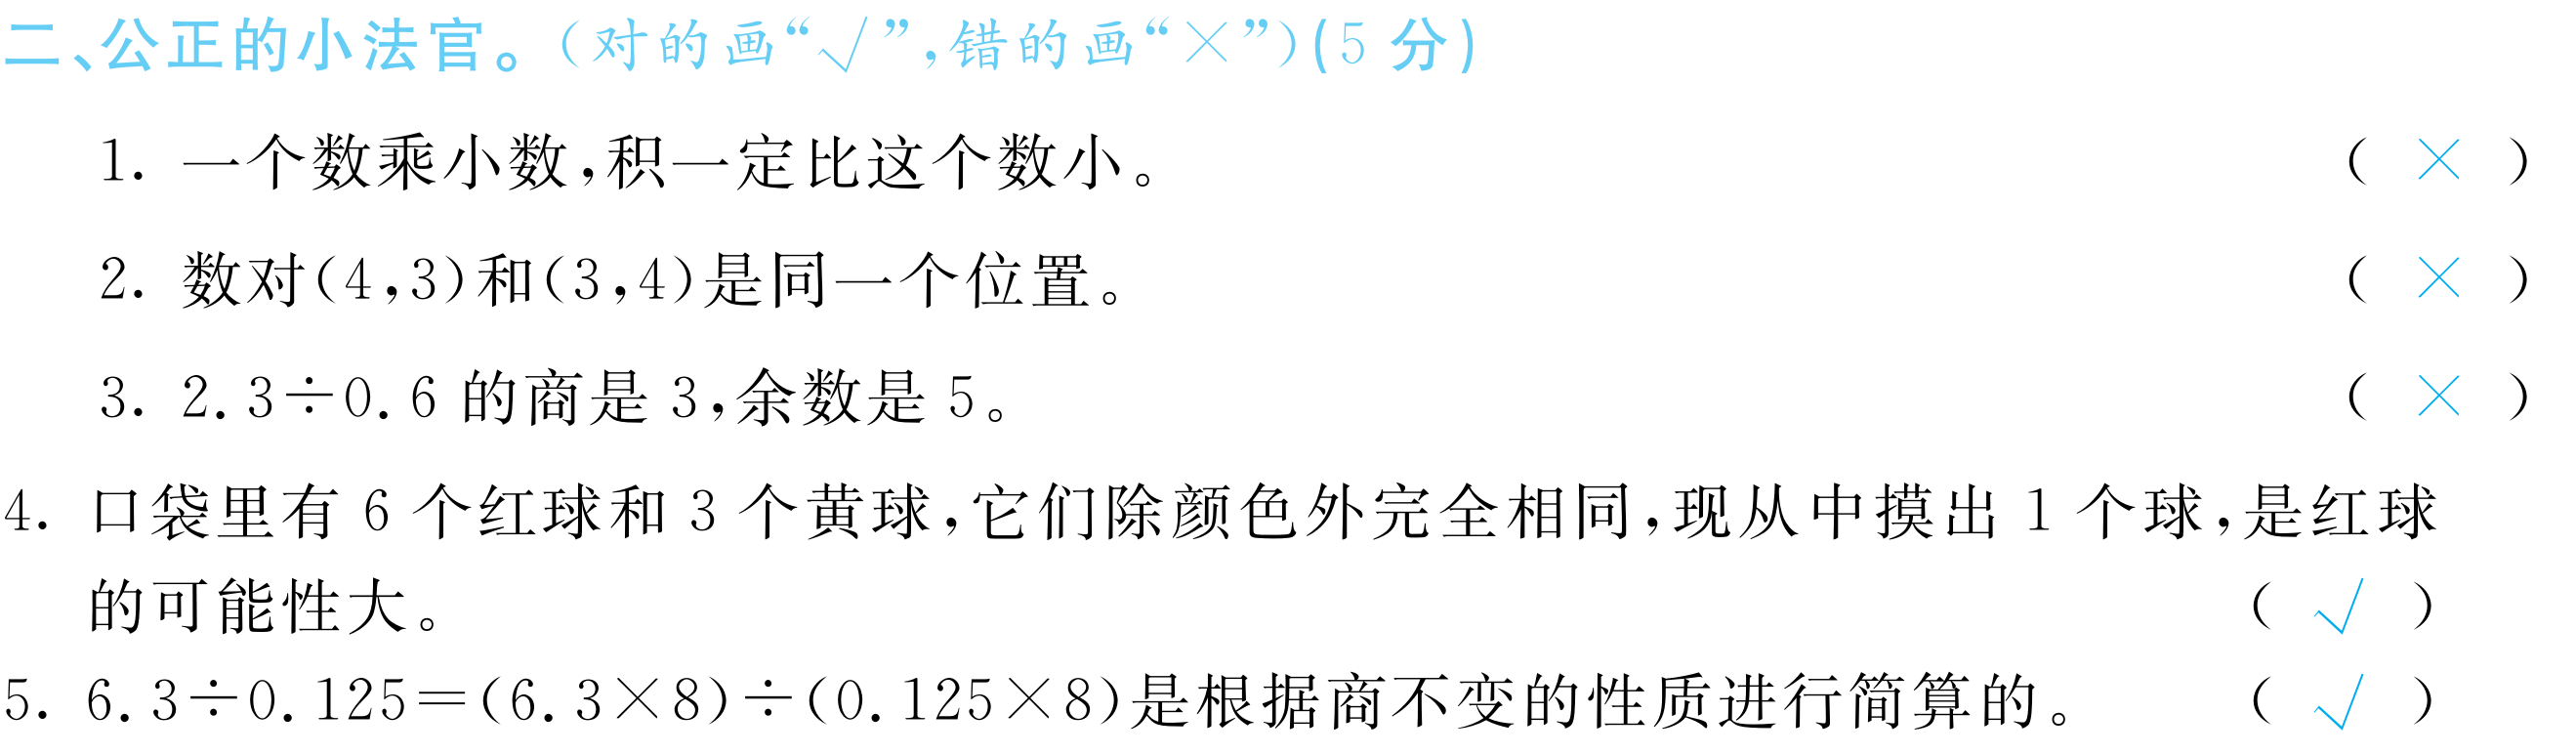 二、公正的小法官。(对的画“√”,错的画“×”)(5 分)
1. 一个数乘小数,积一定比这个数小。 ( × )
2. 数对(4,3)和(3,4)是同一个位置。 ( × )
3. 2.3÷0.6 的商是 3,余数是 5。 ( × )
4. 口袋里有 6 个红球和 3 个黄球,它们除颜色外完全相同,现从中摸出 1 个球,是红球
的可能性大。 ( √ )
5. 6.3÷0.125=(6.3×8)÷(0.125×8)是根据商不变的性质进行简算的。 ( √ )